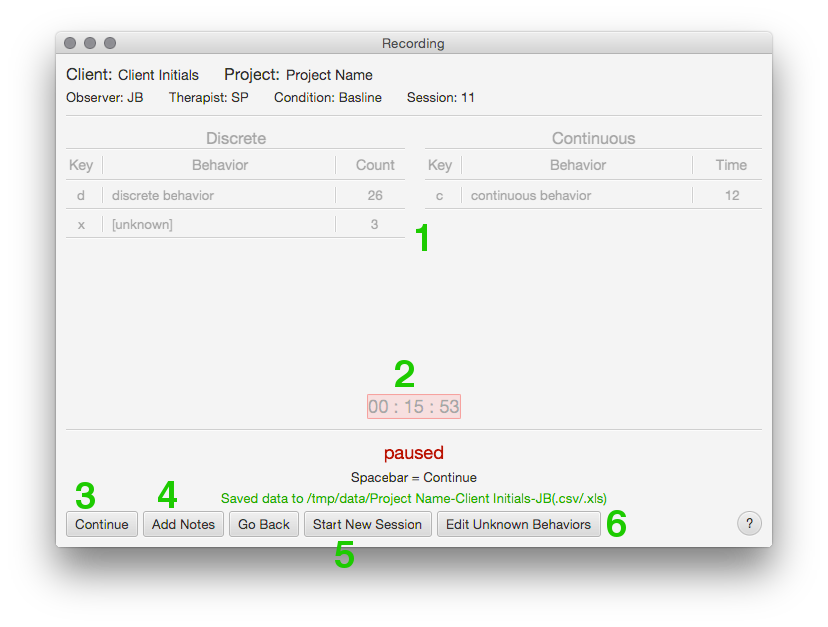 Recording
Client: Client Initials Project: Project Name
Observer: JB Therapist: SP Condition: Basline Session: 11
Discrete Continuous
Key Behavior Count Key Behavior Time
d discrete behavior 26 c continuous behavior 12
x [unknown] 3
1
2
00 : 15 : 53
paused
Spacebar = Continue
3 4 Saved data to /tmp/data/Project Name-Client Initials-JB(.csv/.xls)
Continue Add Notes Go Back Start New Session Edit Unknown Behaviors 6 ?
5